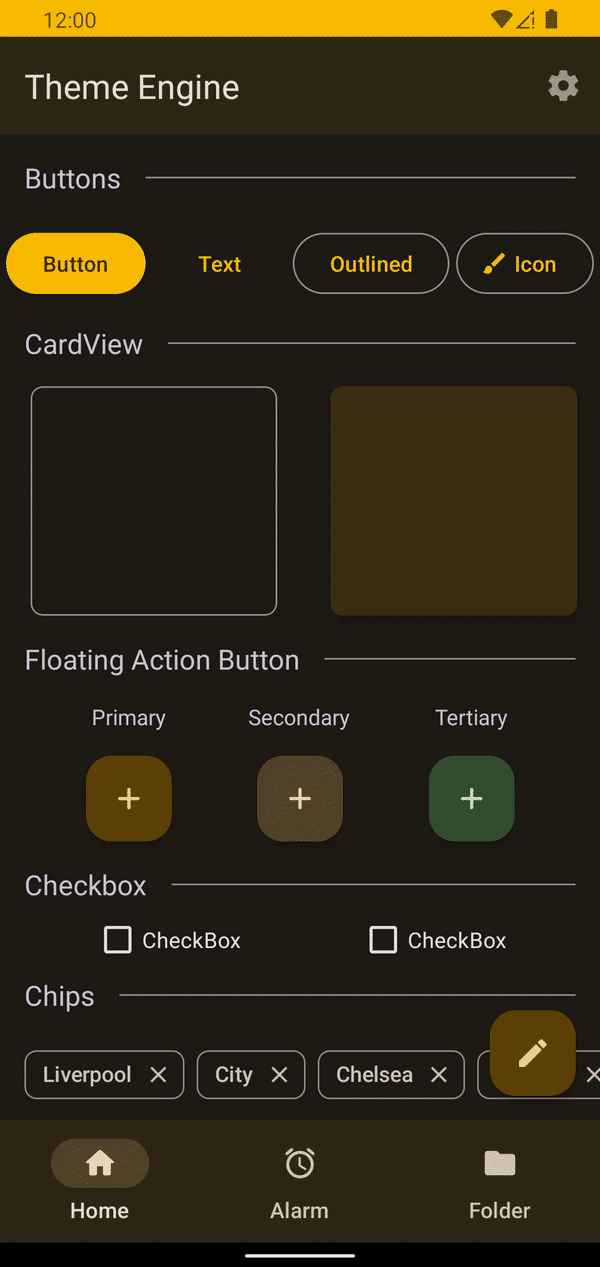 12:00
Theme Engine
Buttons
Button Text Outlined Icon
CardView
Floating Action Button
Primary Secondary Tertiary
Checkbox
CheckBox CheckBox
Chips
Liverpool City Chelsea
Home Alarm Folder